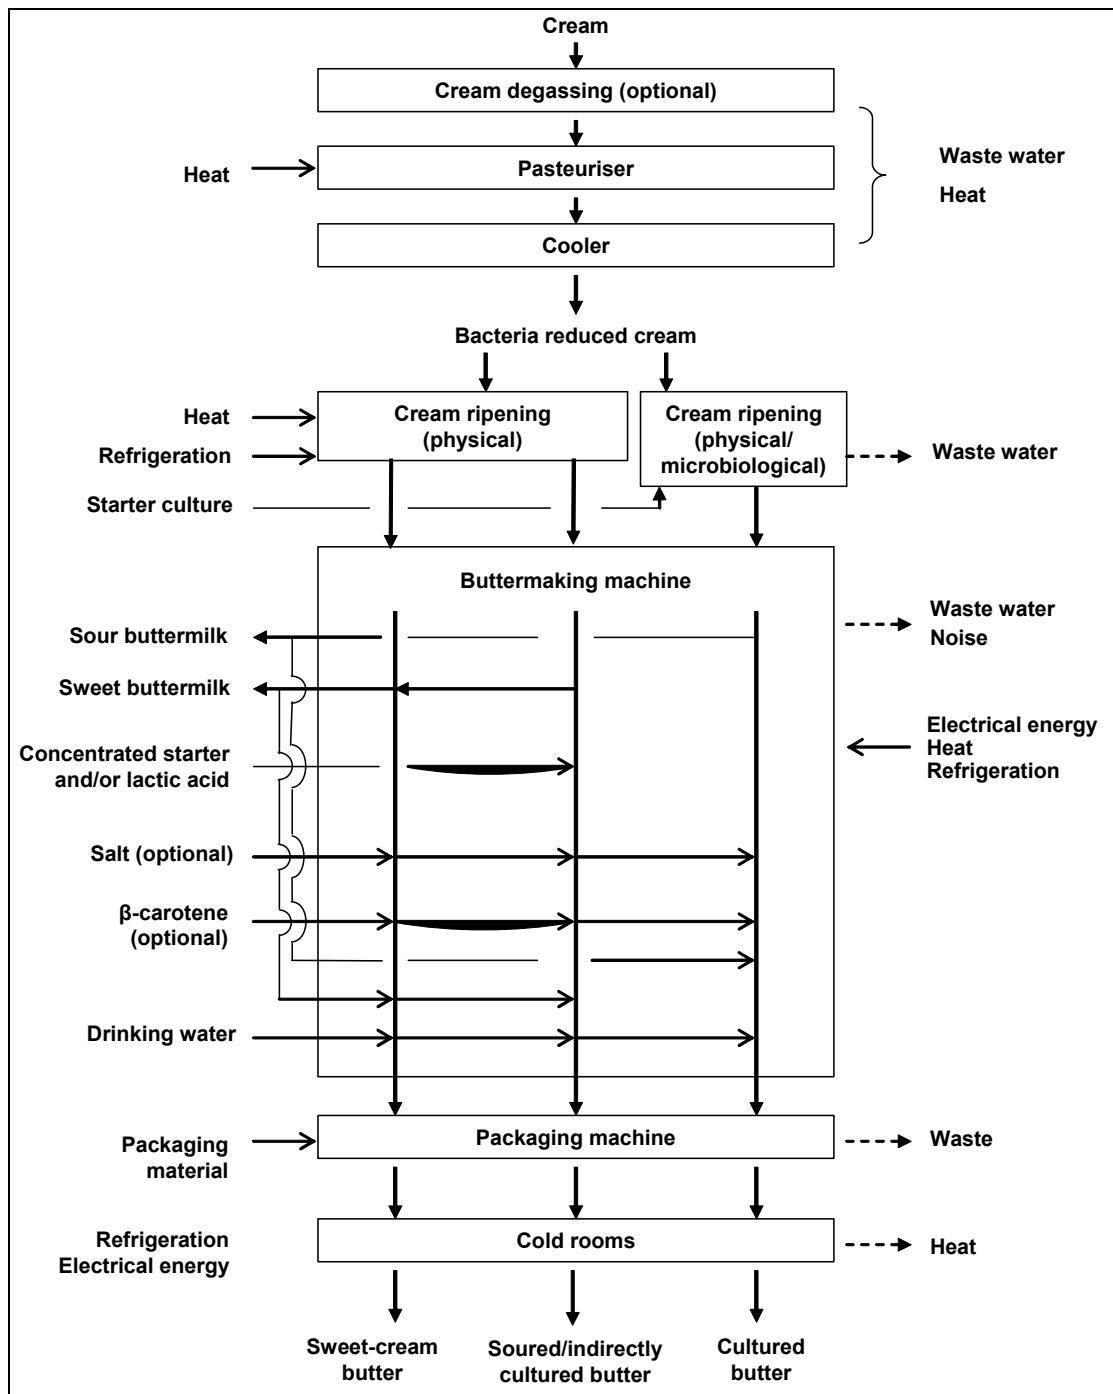 Cream
Cream degassing (optional)
Heat
Pasteuriser
Waste water
Heat
Cooler
Bacteria reduced cream
Heat
Refrigeration
Cream ripening
(physical)
Cream ripening
(physical/
microbiological)
Waste water
Starter culture
Buttermaking machine
Waste water
Noise
Sour buttermilk
Sweet buttermilk
Electrical energy
Heat
Refrigeration
Concentrated starter
and/or lactic acid
Salt (optional)
β-carotene
(optional)
Drinking water
Packaging
material
Packaging machine
Waste
Refrigeration
Electrical energy
Cold rooms
Heat
Sweet-cream
butter
Soured/indirectly
cultured butter
Cultured
butter